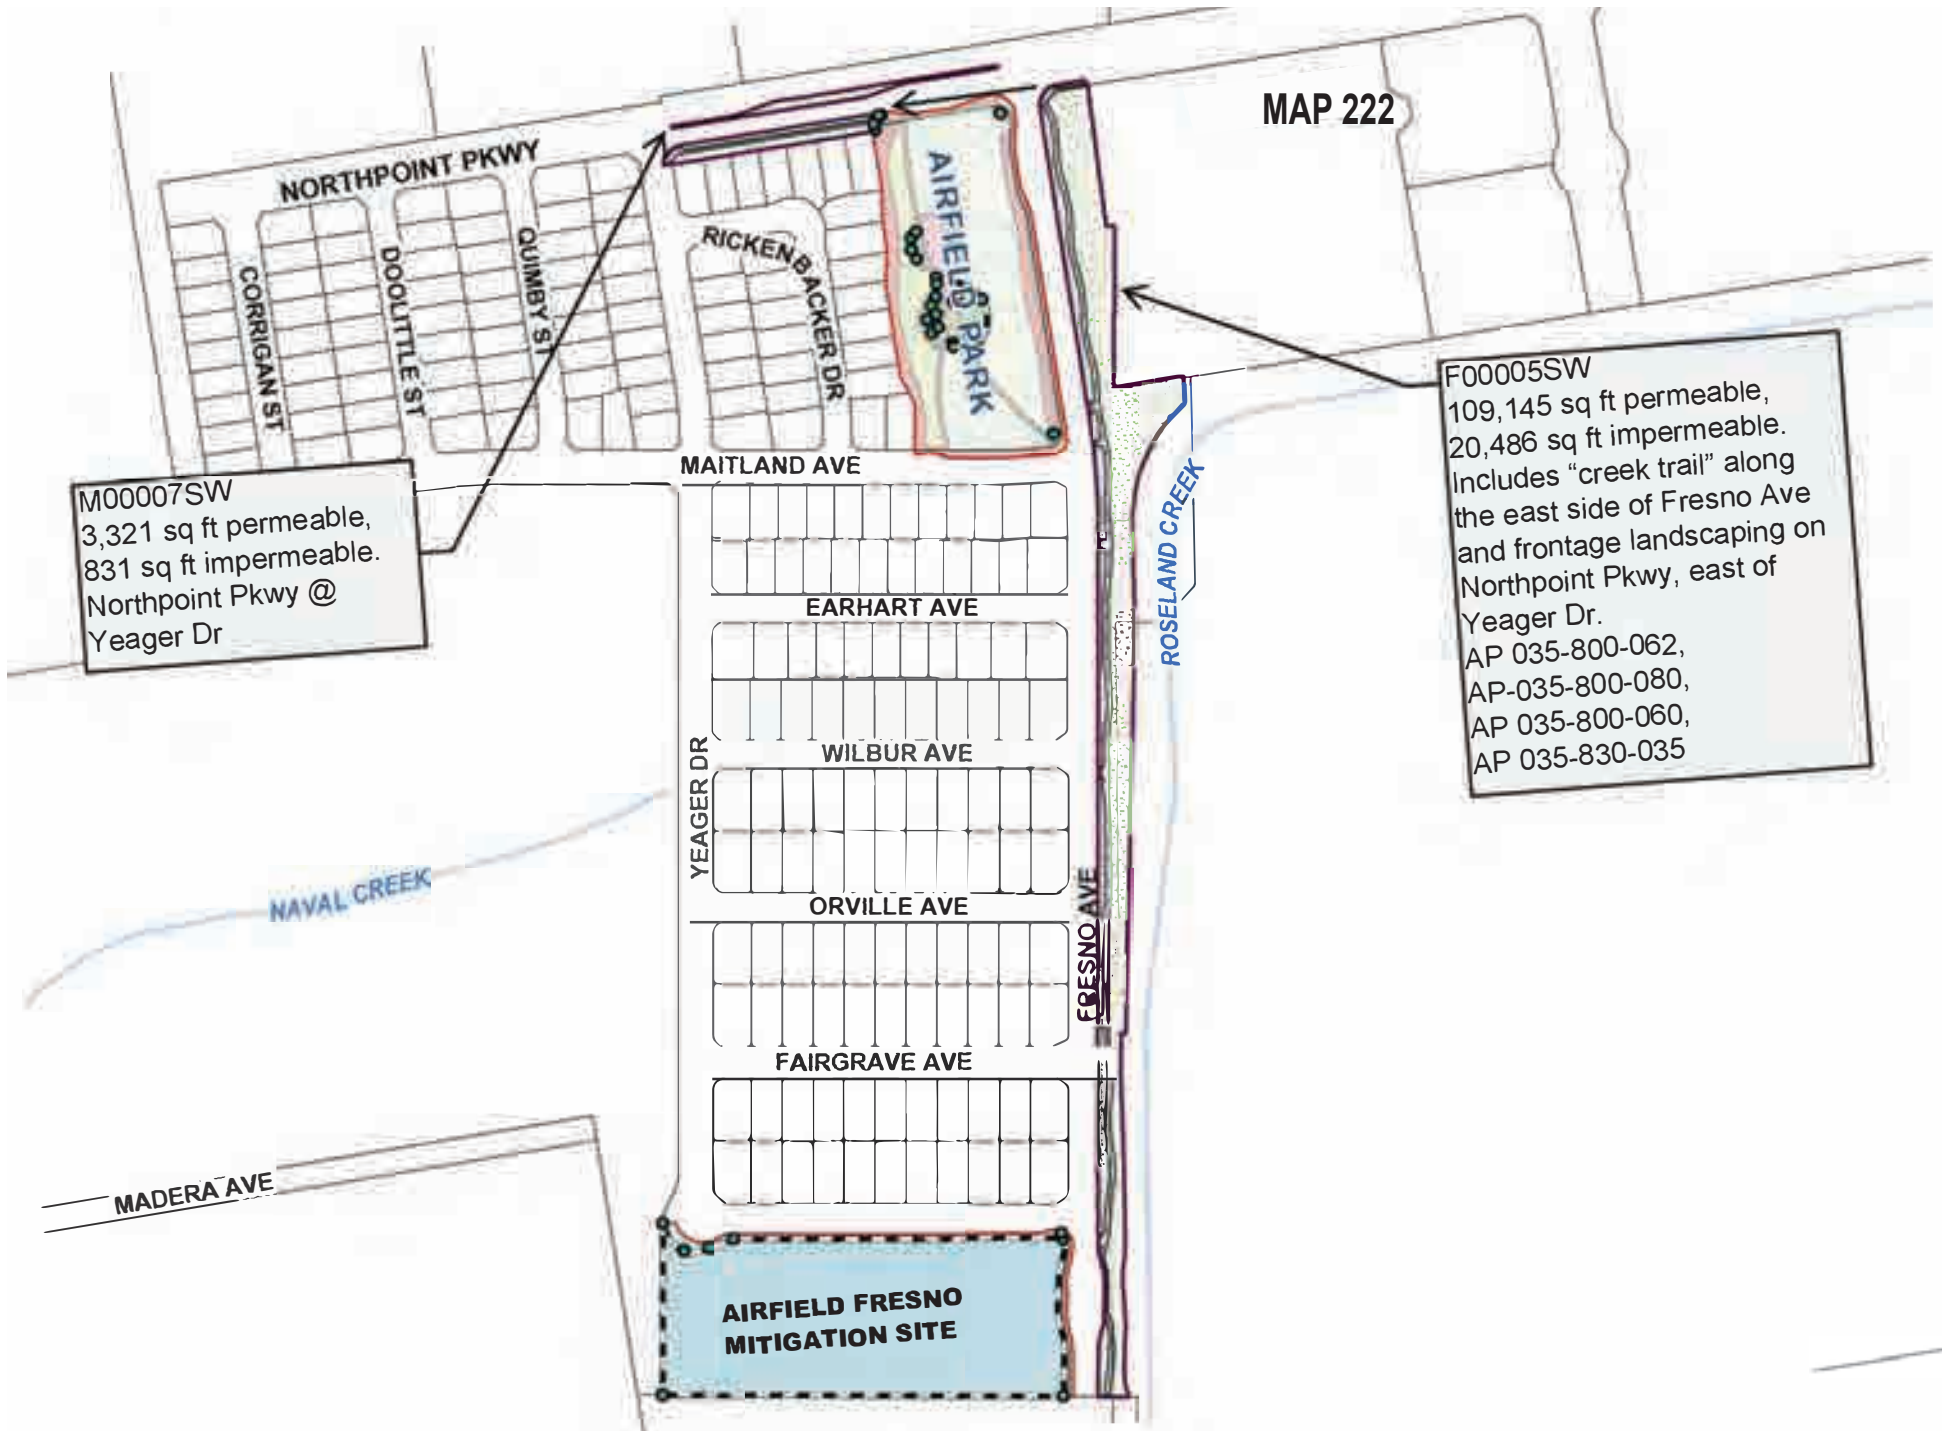 MAP 222
NORTHPOINT PKWY
AIRFIELD PARK
CORRIGAN ST
DOOLITTLE ST
QUIMBY ST
RICKENBACKER DR
F00005SW
109,145 sq ft permeable,
20,486 sq ft impermeable.
Includes “creek trail” along
the east side of Fresno Ave
and frontage landscaping on
Northpoint Pkwy, east of
Yeager Dr.
AP 035-800-062,
AP-035-800-080,
AP 035-800-060,
AP 035-830-035
M00007SW
3,321 sq ft permeable,
831 sq ft impermeable.
Northpoint Pkwy @
Yeager Dr
MAITLAND AVE
ROSELAND CREEK
EARHART AVE
WILBUR AVE
YEAGER DR
NAVAL CREEK
ORVILLE AVE
FRESNO AVE
FAIRGRAVE AVE
MADERA AVE
AIRFIELD FRESNO
MITIGATION SITE